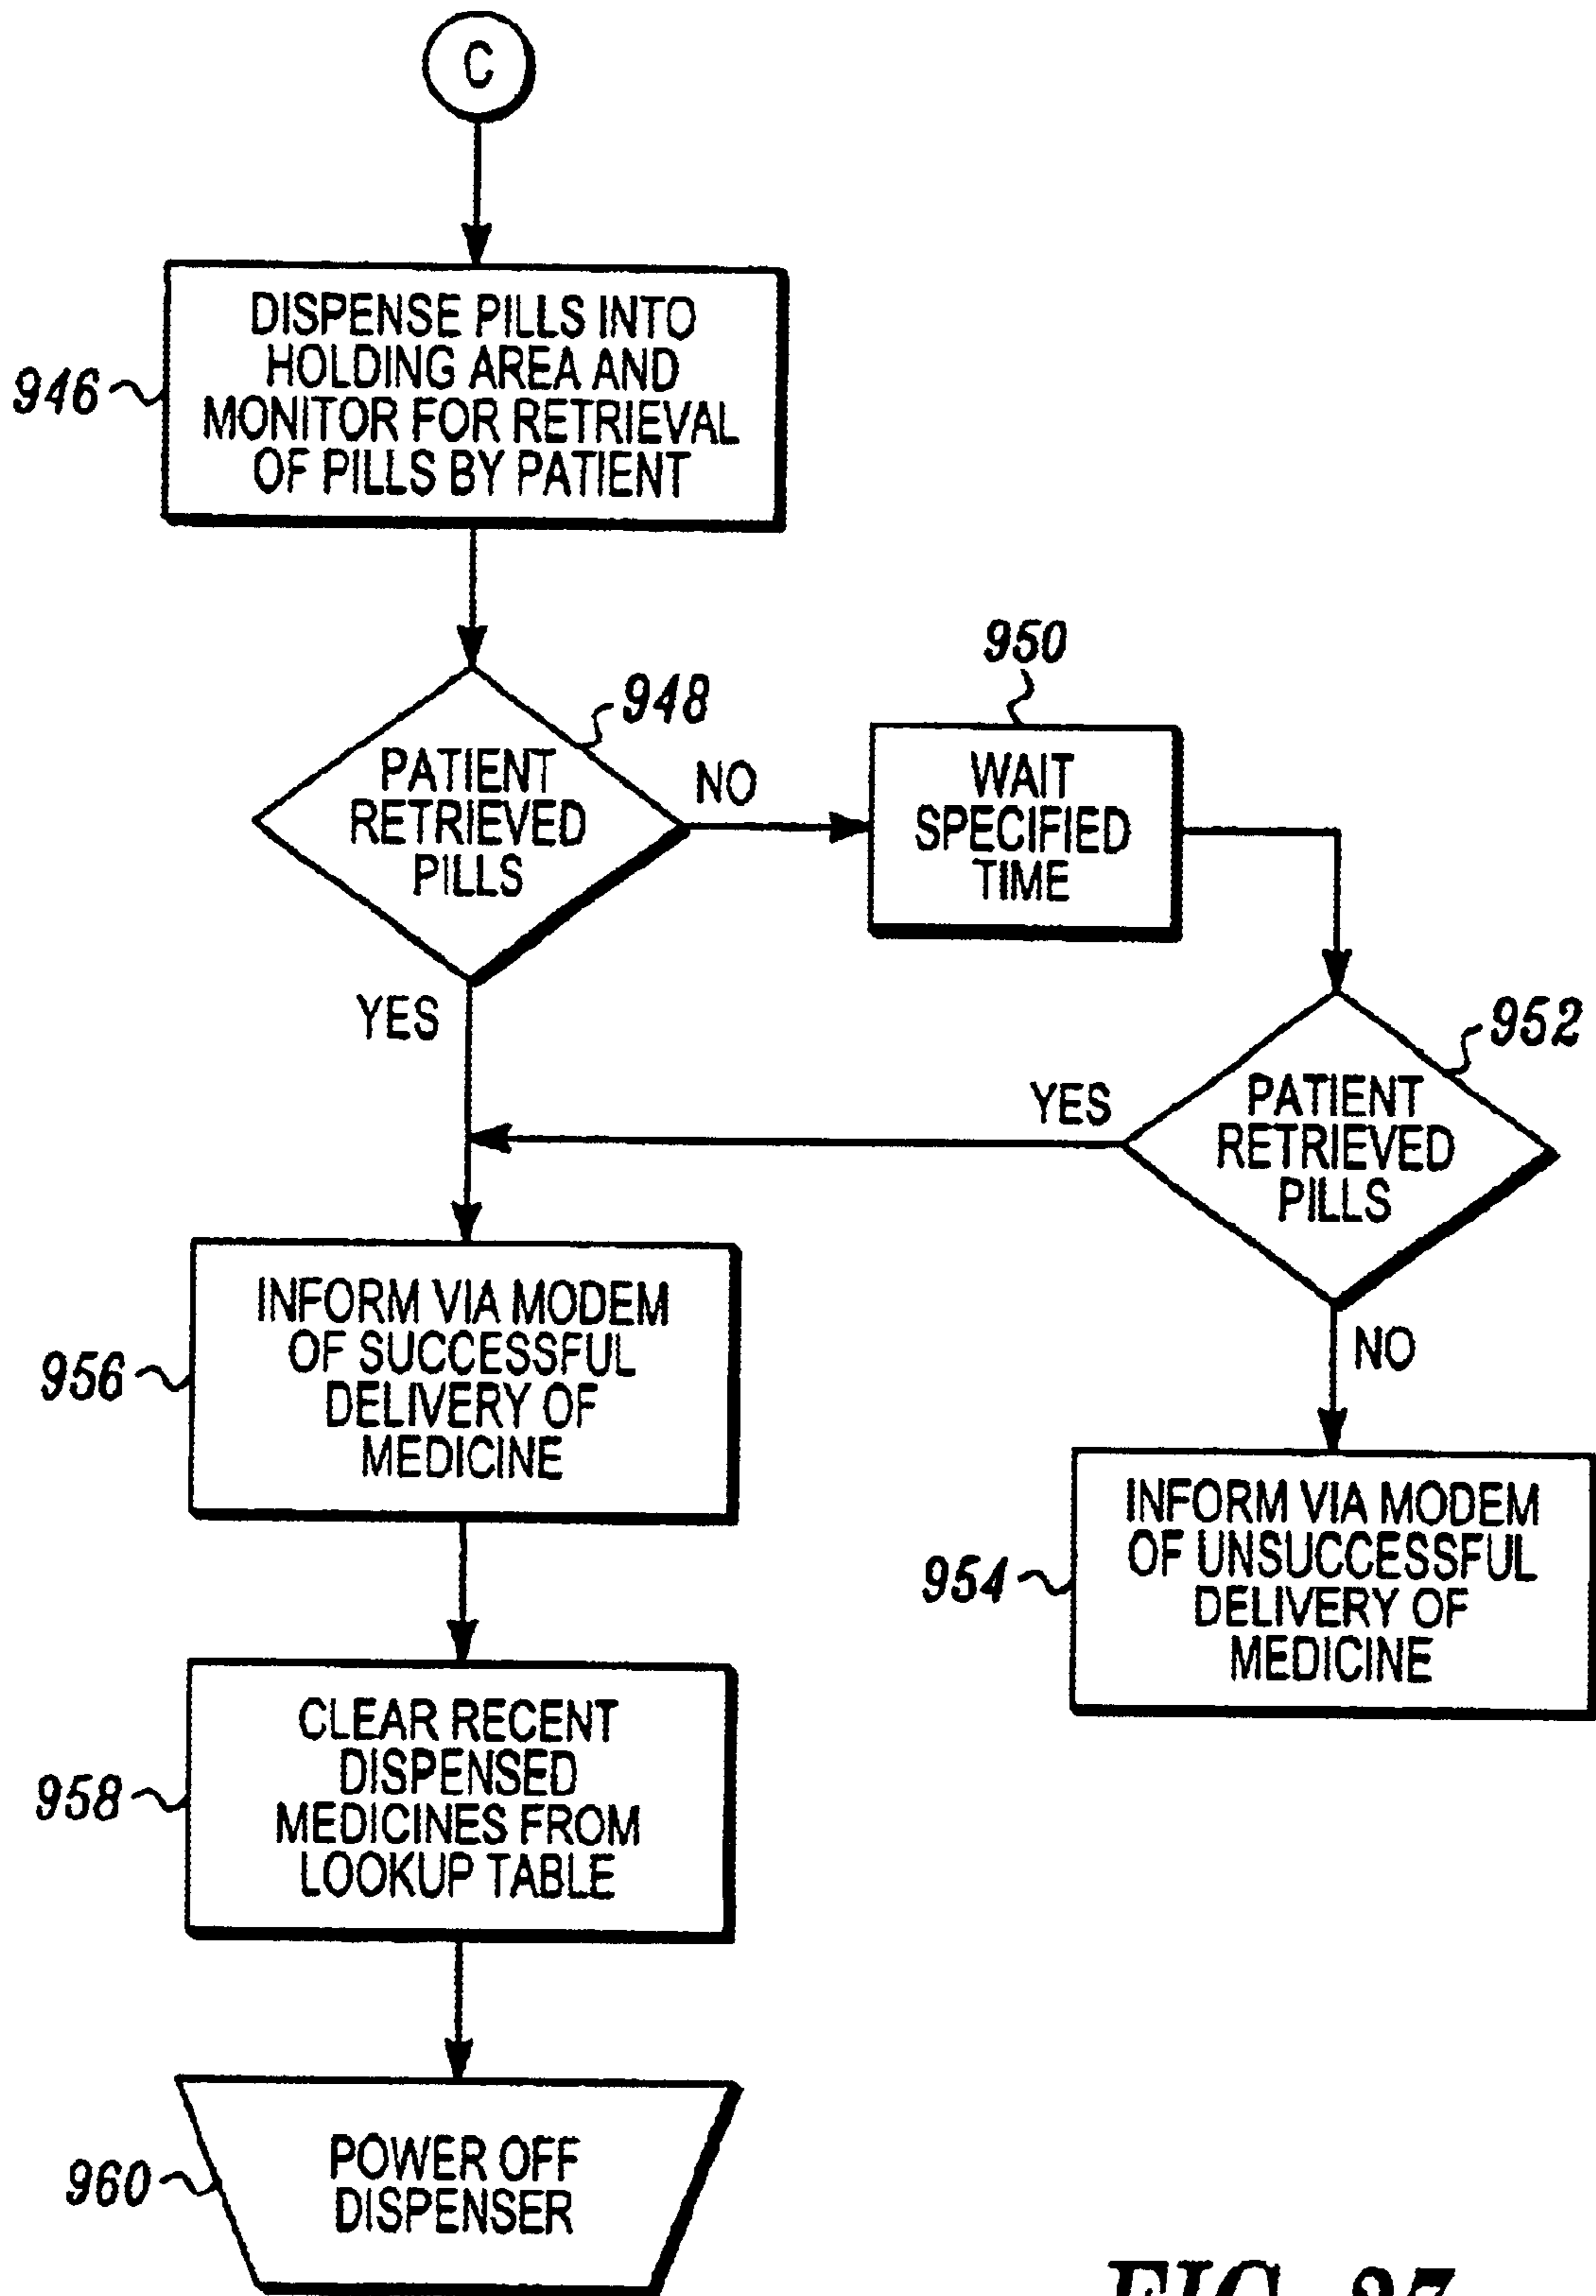 C
DISPENSE PILLS INTO
HOLDING AREA AND
MONITOR FOR RETRIEVAL
OF PILLS BY PATIENT
946
948
PATIENT
RETRIEVED
PILLS
NO
YES
950
WAIT
SPECIFIED
TIME
952
PATIENT
RETRIEVED
PILLS
YES
NO
INFORM VIA MODEM
OF SUCCESSFUL
DELIVERY OF
MEDICINE
956
INFORM VIA MODEM
OF UNSUCCESSFUL
DELIVERY OF
MEDICINE
954
CLEAR RECENT
DISPENSED
MEDICINES FROM
LOOKUP TABLE
958
POWER OFF
DISPENSER
960
FIG. 27